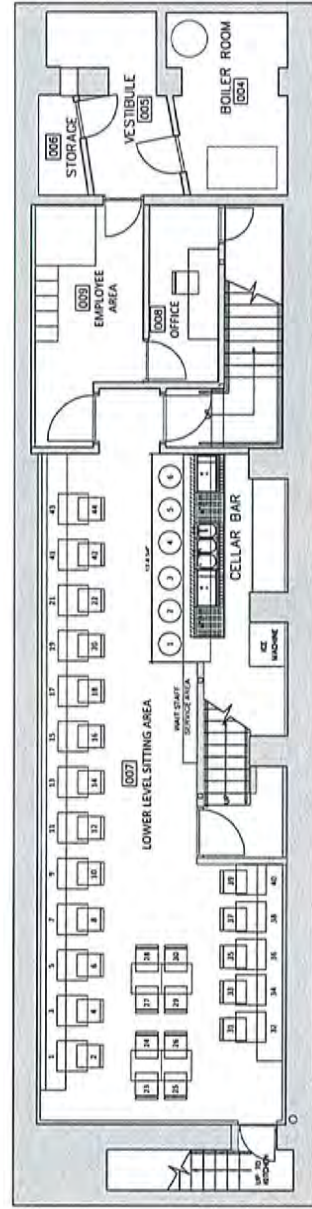 006
STORAGE
VESTIBULE
005
BOILER ROOM
004
009
EMPLOYEE
AREA
008
OFFICE
1 3 5 7 9 11 13 15 17 19 21 41 43
2 4 6 8 10 12 14 16 18 20 22 42 44
007
LOWER LEVEL SITTING AREA
1 2 3 4 5 6
23 24 27 28
25 26 29 30
WAIT STAFF
SERVICE AREA
CELLAR BAR
ICE
MACHINE
UP
31 33 35 37 39
32 34 36 38 40
UP TO
KITCHEN